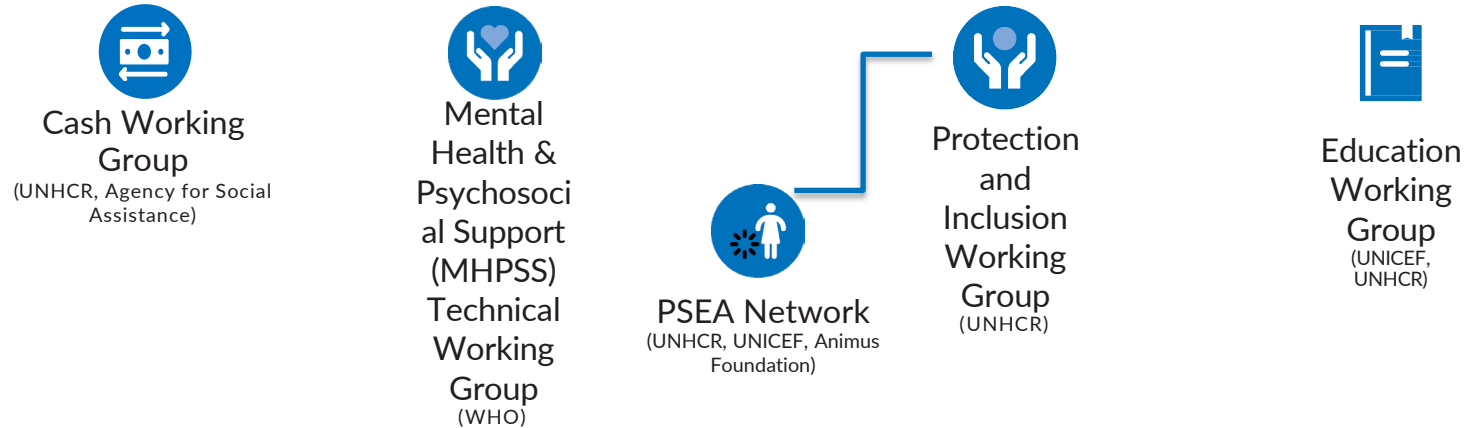 Cash Working
Group
(UNHCR, Agency for Social
Assistance)
Mental
Health &
Psychosoci
al Support
(MHPSS)
Technical
Working
Group
(WHO)
PSEA Network
(UNHCR, UNICEF, Animus
Foundation)
Protection
and
Inclusion
Working
Group
(UNHCR)
Education
Working
Group
(UNICEF,
UNHCR)